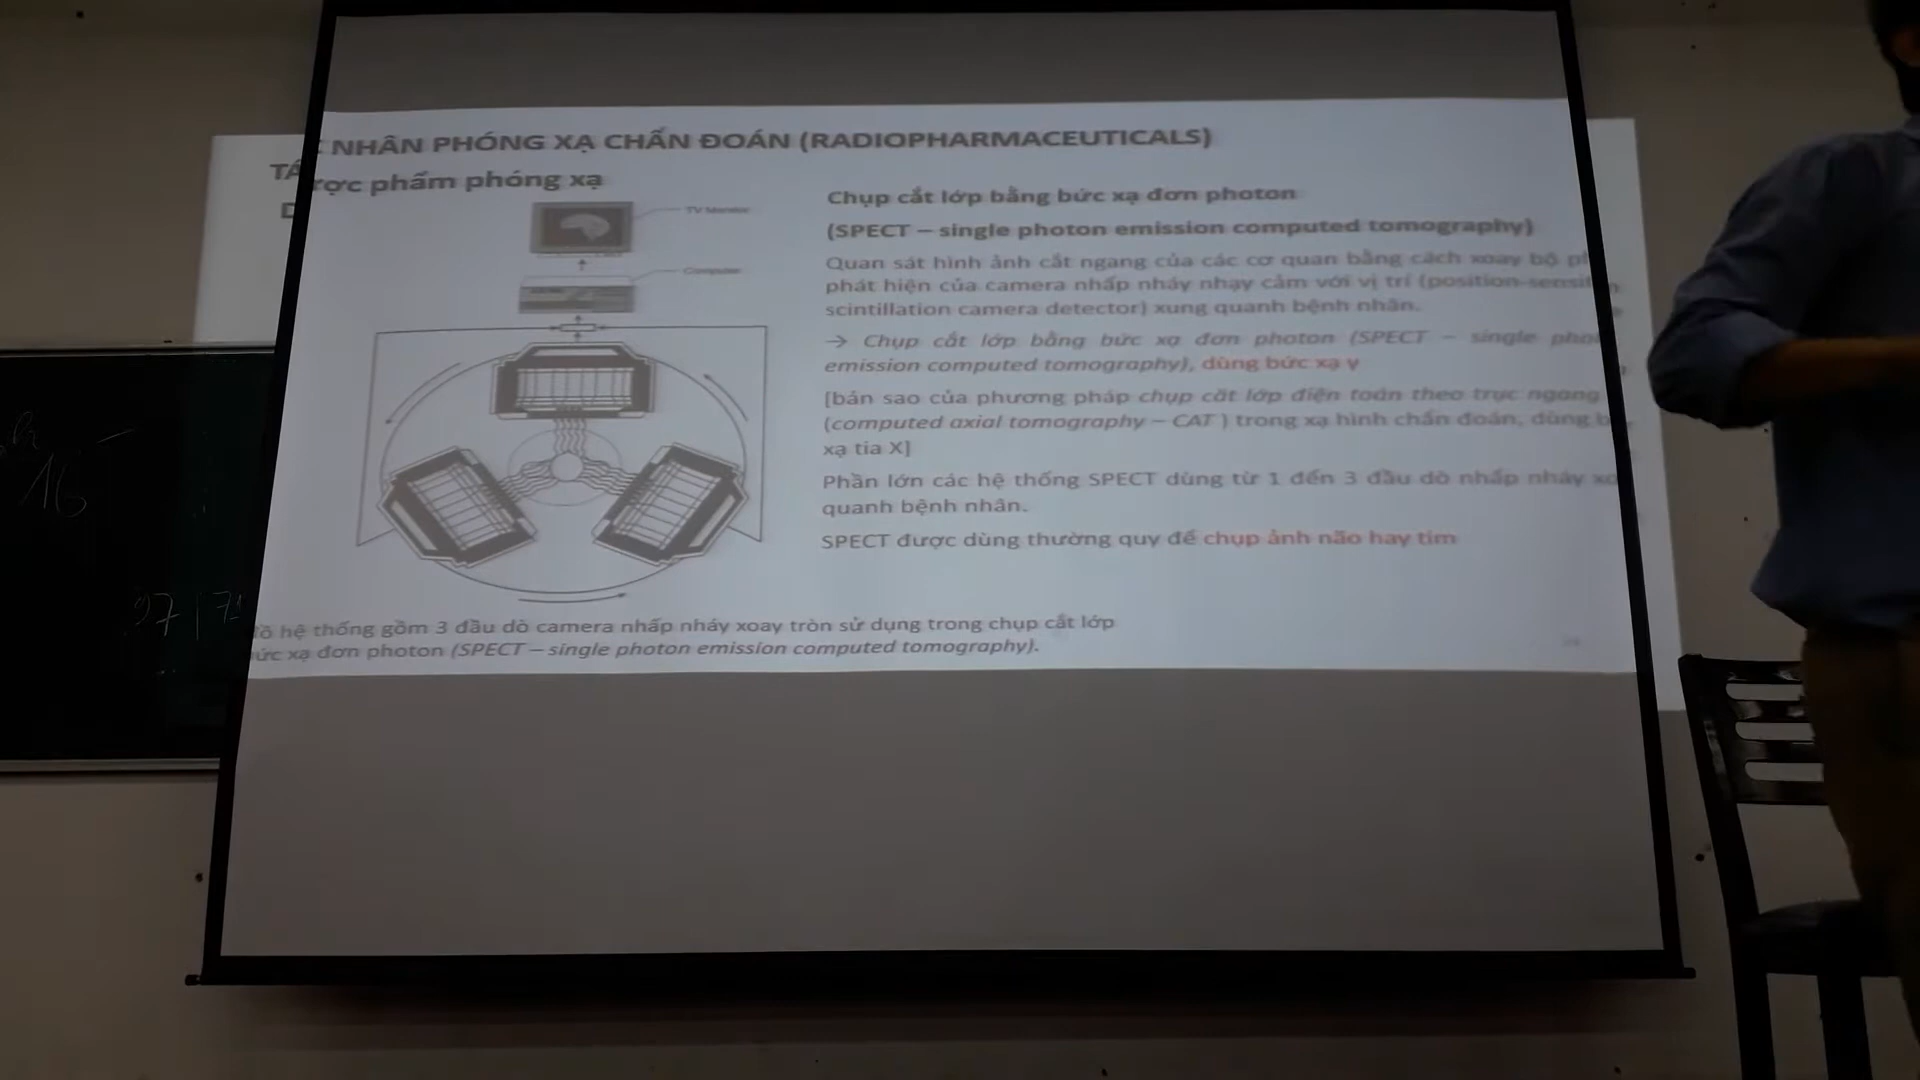 NHÂN PHÓNG XẠ CHẨN ĐOÁN (RADIOPHARMACEUTICALS)
TÁ
ợc phẩm phóng xạ
D
TV Monitor
Computer
Chụp cắt lớp bằng bức xạ đơn photon
(SPECT – single photon emission computed tomography)
Quan sát hình ảnh cắt ngang của các cơ quan bằng cách xoay bộ
phát hiện của camera nhấp nháy nhạy cảm với vị trí (position-sensit
scintillation camera detector) xung quanh bệnh nhân.
→ Chụp cắt lớp bằng bức xạ đơn photon (SPECT – single pho
emission computed tomography), dùng bức xạ γ
[bản sao của phương pháp chụp cắt lớp điện toán theo trục ngang
(computed axial tomography – CAT ) trong xạ hình chẩn đoán, dùng b
xạ tia X]
Phần lớn các hệ thống SPECT dùng từ 1 đến 3 đầu dò nhấp nháy xo
quanh bệnh nhân.
SPECT được dùng thường quy để chụp ảnh não hay tim
đồ hệ thống gồm 3 đầu dò camera nhấp nháy xoay tròn sử dụng trong chụp cắt lớp
ức xạ đơn photon (SPECT – single photon emission computed tomography).
16